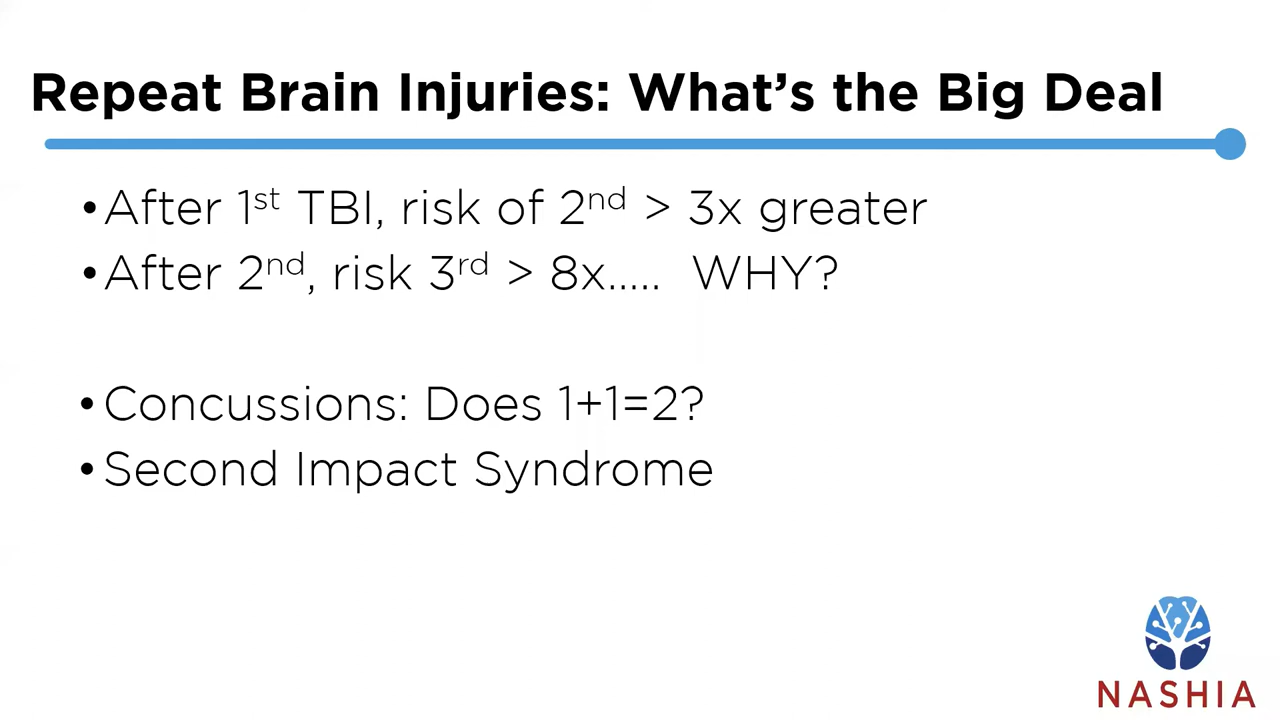 Repeat Brain Injuries: What's the Big Deal
•After 1st TBI, risk of 2nd > 3x greater
•After 2nd, risk 3rd > 8x..... WHY?
•Concussions: Does 1+1=2?
•Second Impact Syndrome
NASHIA